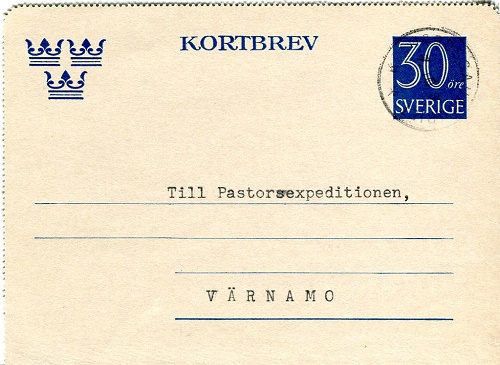 KORTBREV
30 öre
SVERIGE
Till Pastorsexpeditionen,
VÄRNAMO